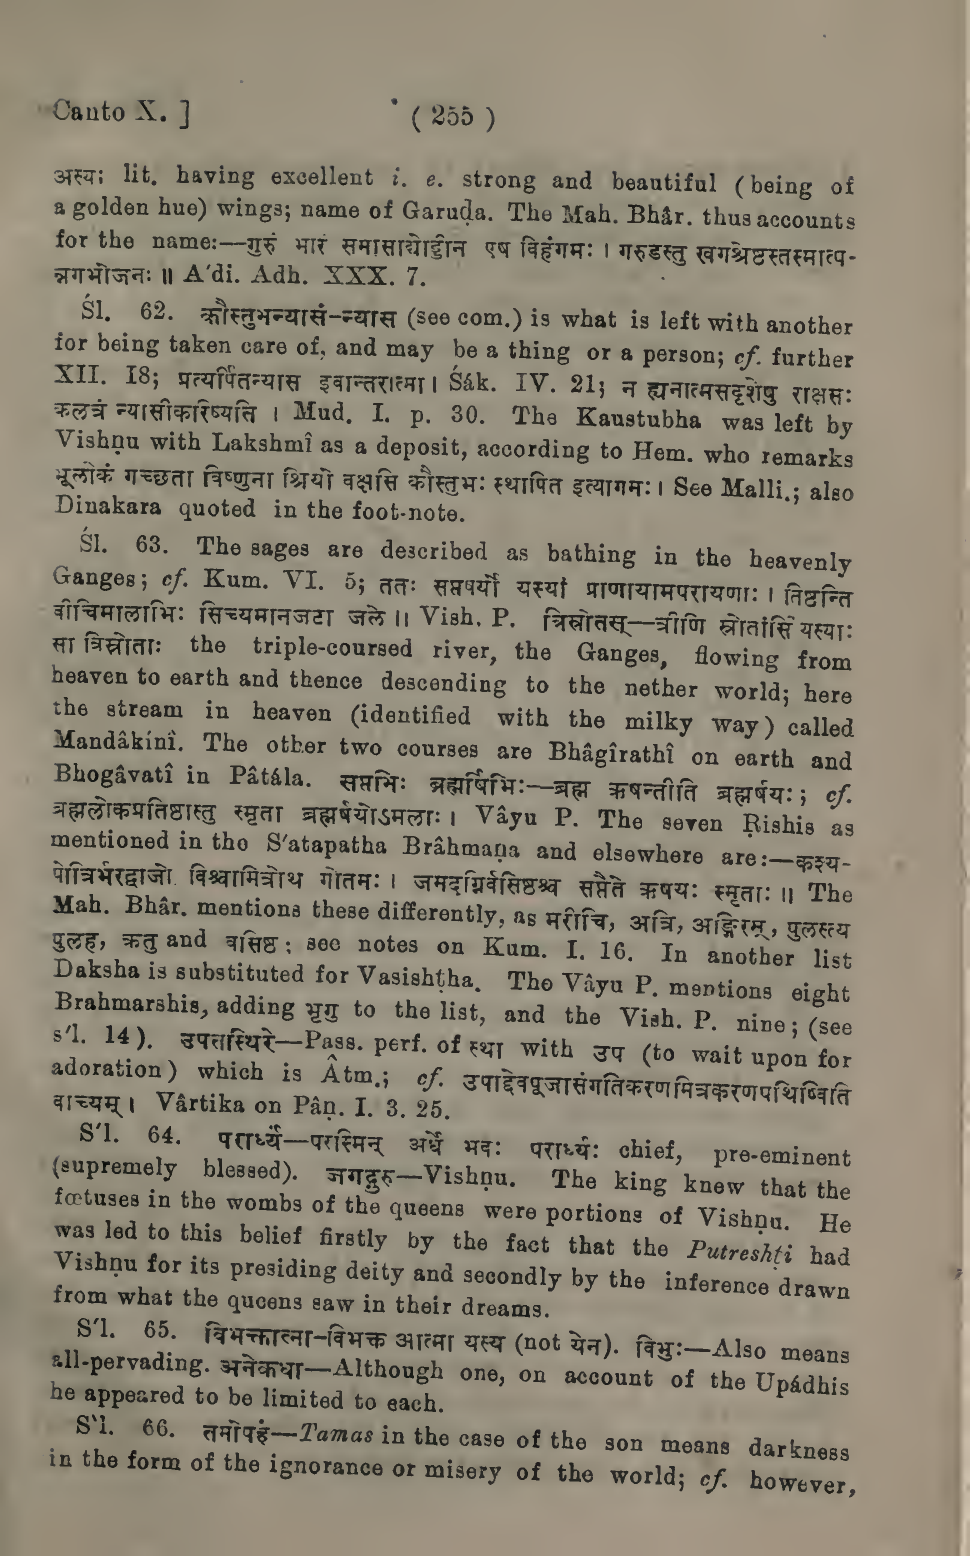 Canto X. ]
( 255 )
अस्य; lit. having excellent i. e. strong and beautiful ( being of
a golden hue) wings; name of Garuḍa. The Mah. Bhâr. thus accounts
for the name:—गुरुं भारं समासाद्योड्डीन एष विहंगमः । गरुडस्तु खगश्रेष्ठस्तस्मात्प-
न्नगभोजनः ॥ A'di. Adh. XXX. 7.
Śl. 62. कौस्तुभन्यासं-न्यास (see com.) is what is left with another
for being taken care of, and may be a thing or a person; cf. further
XII. 18; प्रत्यर्पितन्यास इवान्तरात्मा । Śák. IV. 21; न ह्यनात्मसदृशेषु राक्षसः
कलत्रं न्यासीकरिष्यति । Mud. I. p. 30. The Kaustubha was left by
Vishṇu with Lakshmî as a deposit, according to Hem. who remarks
भूलोकं गच्छता विष्णुना श्रियो वक्षसि कौस्तुभः स्थापित इत्यागमः । See Malli.; also
Dinakara quoted in the foot-note.
Śl. 63. The sages are described as bathing in the heavenly
Ganges; cf. Kum. VI. 5; ततः सप्तर्षयो यस्यां प्राणायामपरायणाः । तिष्ठन्ति
वीचिमालाभिः सिच्यमानजटा जले ॥ Vish. P. त्रिस्रोतस्—त्रीणि स्रोतांसि यस्याः
सा त्रिस्रोताः the triple-coursed river, the Ganges, flowing from
heaven to earth and thence descending to the nether world; here
the stream in heaven (identified with the milky way) called
Mandâkínî. The other two courses are Bhâgîrathî on earth and
Bhogâvatî in Pâtála. सप्तभिः ब्रह्मर्षिभिः—ब्रह्म ऋषन्तीति ब्रह्मर्षयः; cf.
ब्रह्मलोकप्रतिष्ठास्तु स्मृता ब्रह्मर्षयोऽमलाः । Vâyu P. The seven Ṛishis as
mentioned in the S'atapatha Brâhmaṇa and elsewhere are:—कश्य-
पोत्रिर्भरद्वाजो विश्वामित्रोथ गोतमः । जमदग्निर्वसिष्ठश्च सप्तैते ऋषयः स्मृताः ॥ The
Mah. Bhâr. mentions these differently, as मरीचि, अत्रि, अङ्गिरस्, पुलस्त्य
पुलह, क्रतु and वसिष्ठ; see notes on Kum. I. 16. In another list
Daksha is substituted for Vasishṭha. The Vâyu P. mentions eight
Brahmarshis, adding भृगु to the list, and the Vish. P. nine; (see
s'l. 14). उपतस्थिरे—Pass. perf. of स्था with उप (to wait upon for
adoration) which is Âtm.; cf. उपाद्देवपूजासंगतिकरणमित्रकरणपथिष्विति
वाच्यम् । Vârtika on Pâṇ. I. 3. 25.
S'l. 64. परार्ध्यं—परस्मिन् अर्धे भवः परार्ध्यः chief, pre-eminent
(supremely blessed). जगद्गुरु—Vishṇu. The king knew that the
fœtuses in the wombs of the queens were portions of Vishṇu. He
was led to this belief firstly by the fact that the Putreshṭi had
Vishṇu for its presiding deity and secondly by the inference drawn
from what the queens saw in their dreams.
S'l. 65. विभक्तात्मा-विभक्त आत्मा यस्य (not येन). विभुः—Also means
all-pervading. अनेकधा—Although one, on account of the Upádhis
he appeared to be limited to each.
S'l. 66. तमोपहं—Tamas in the case of the son means darkness
in the form of the ignorance or misery of the world; cf. however,